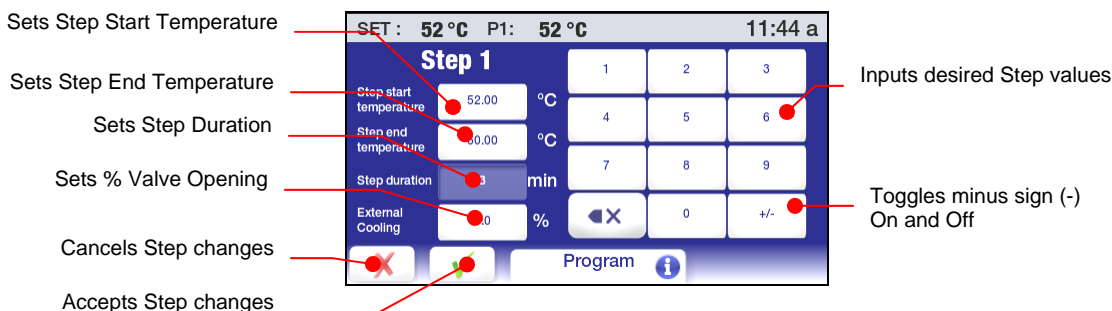 Sets Step Start Temperature
Sets Step End Temperature
Sets Step Duration
Sets % Valve Opening
Cancels Step changes
Accepts Step changes
SET : 52 °C P1: 52 °C 11:44 a
Step 1
Step start
temperature
52.00
°C
Step end
temperature
°C
Step duration
min
External
Cooling
%
1 2 3
4 5 6
7 8 9
0 +/-
Program
Inputs desired Step values
Toggles minus sign (-)
On and Off